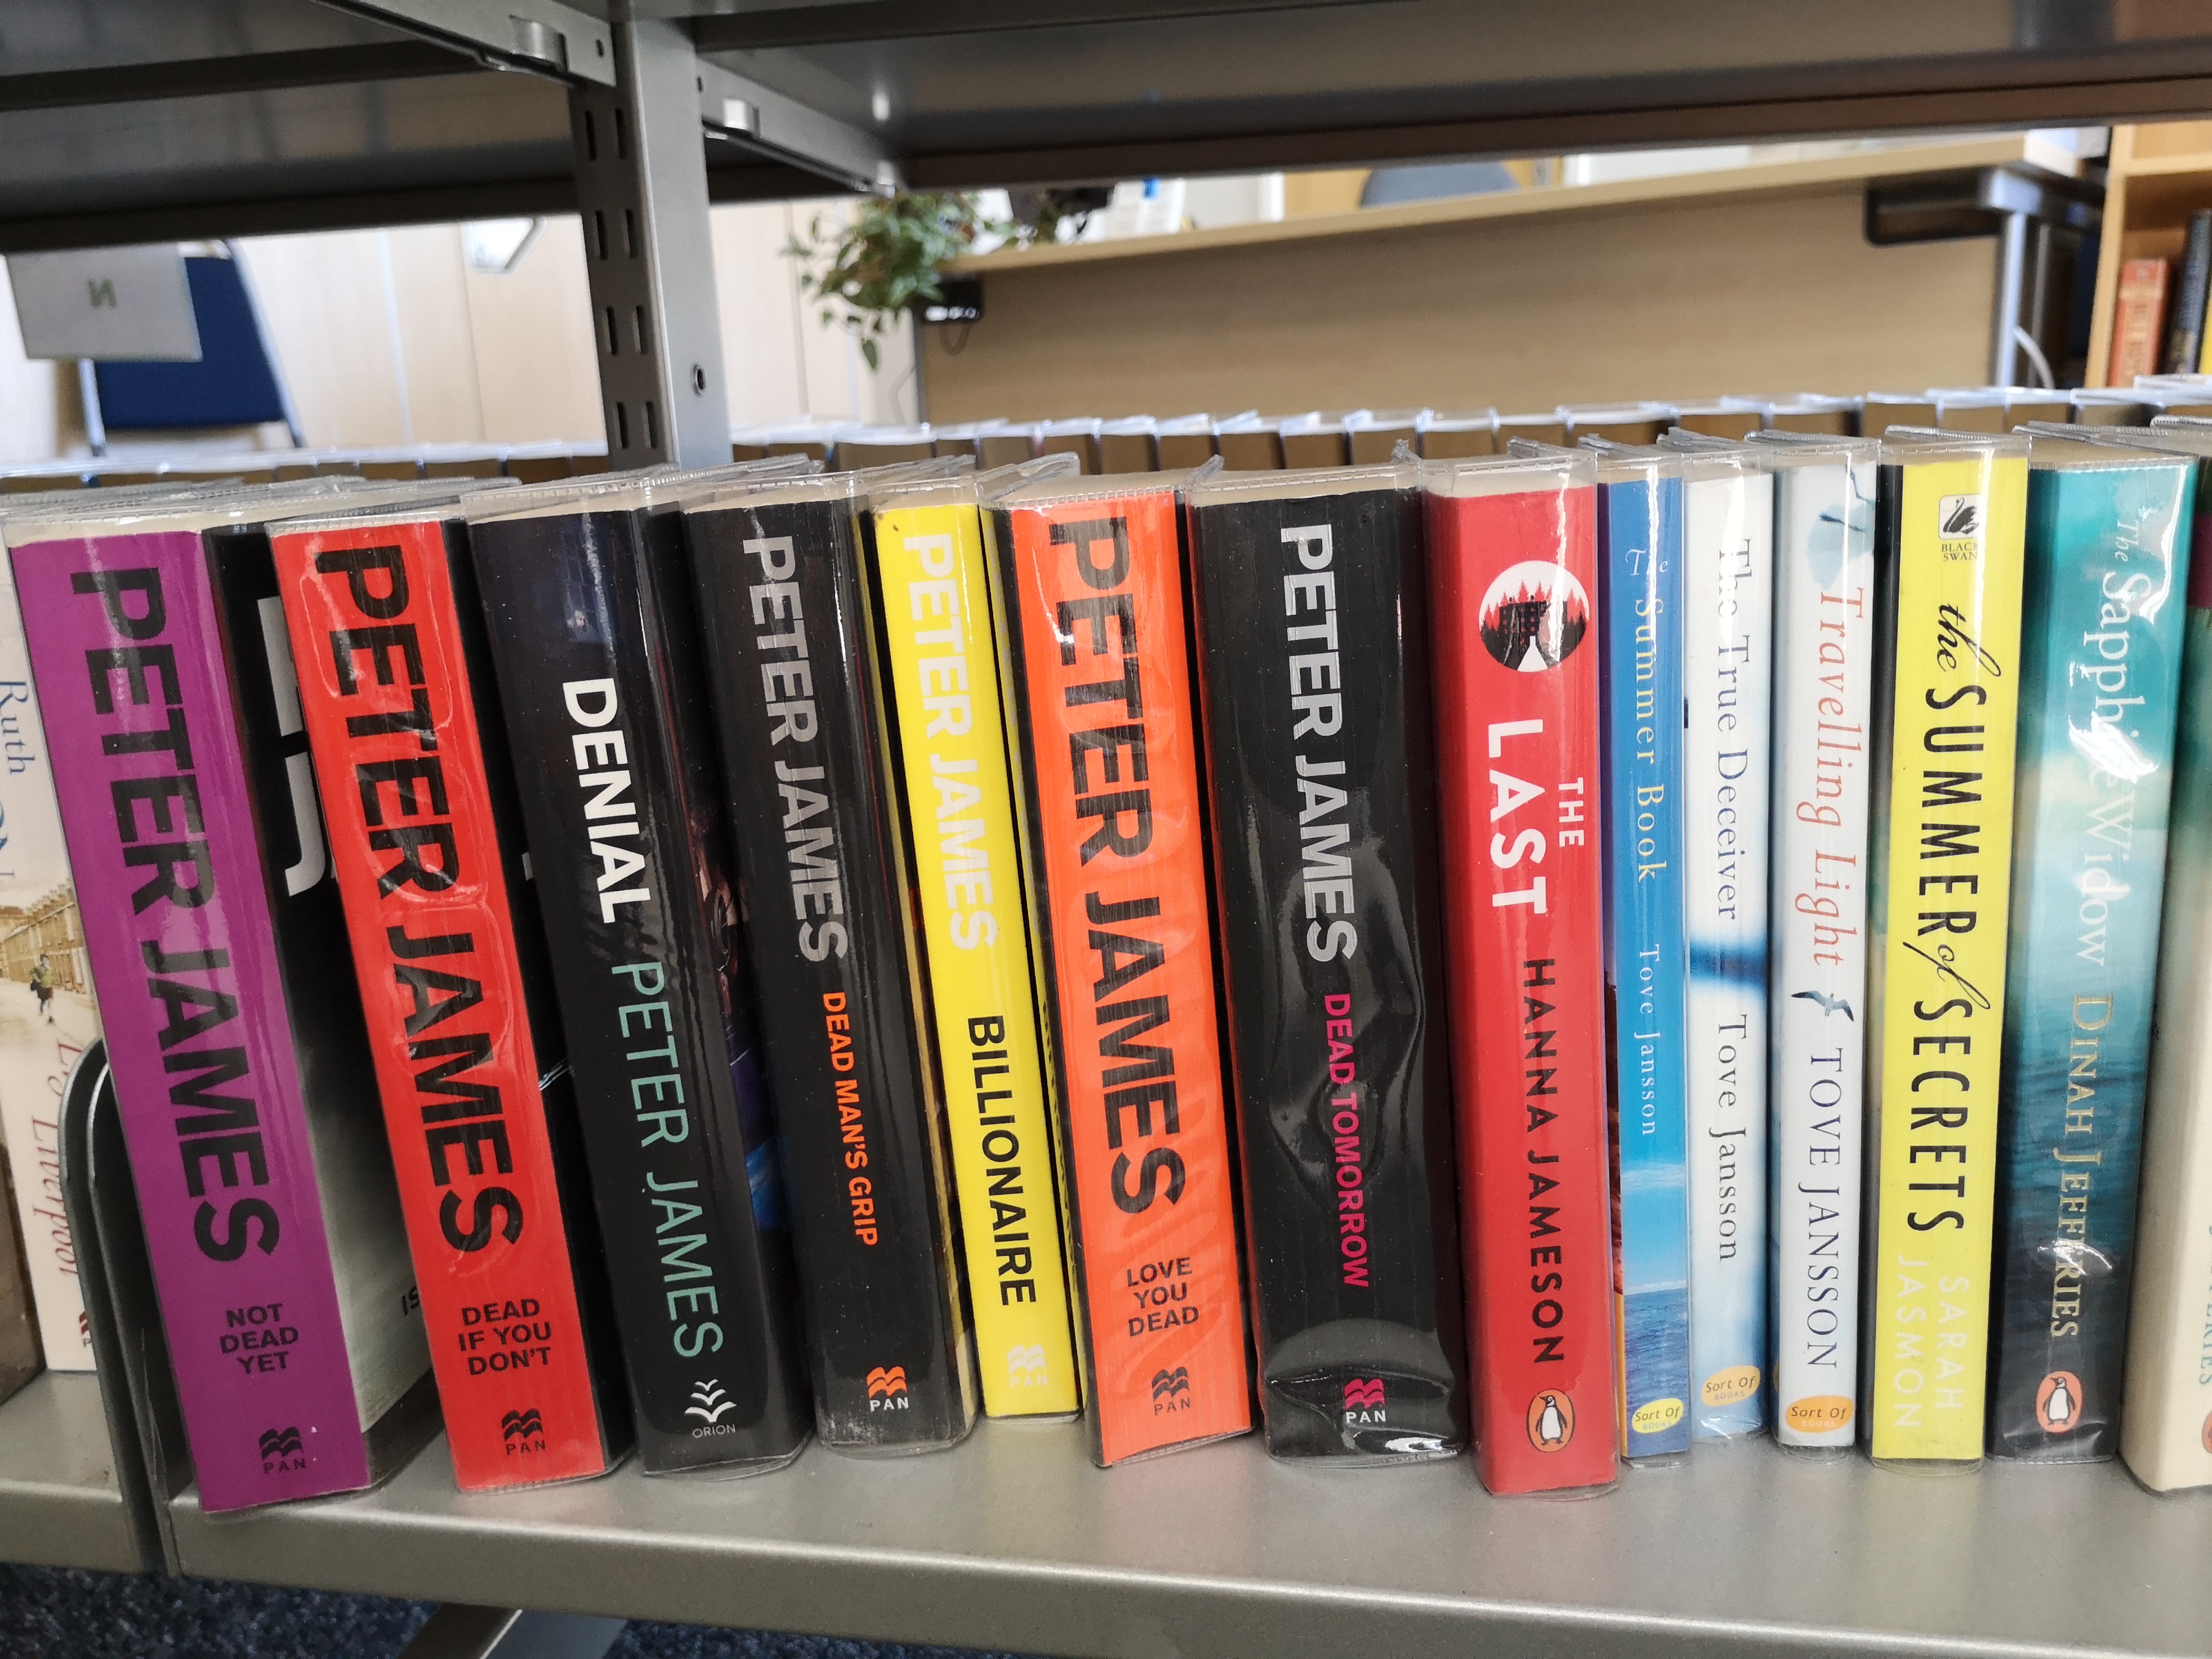 Ruth
Liverpool
PETER JAMES
NOT
DEAD
YET
PAN
IS
PETER JAMES
DEAD
IF YOU
DON'T
PAN
DENIAL PETER JAMES
ORION
PETER JAMES DEAD MAN'S GRIP
PAN
PETER JAMES BILLIONAIRE
PAN
PETER JAMES
LOVE
YOU
DEAD
PAN
PETER JAMES DEAD TOMORROW
PAN
THE
LAST
HANNA JAMESON
The Summer Book Tove Jansson
Sort Of
BOOKS
The True Deceiver Tove Jansson
Sort Of
BOOKS
Travelling Light TOVE JANSSON
Sort Of
BOOKS
BLACK
SWAN
the SUMMER of SECRETS
SARAH
JASMON
The Sapphire Widow DINAH JEFFERIES